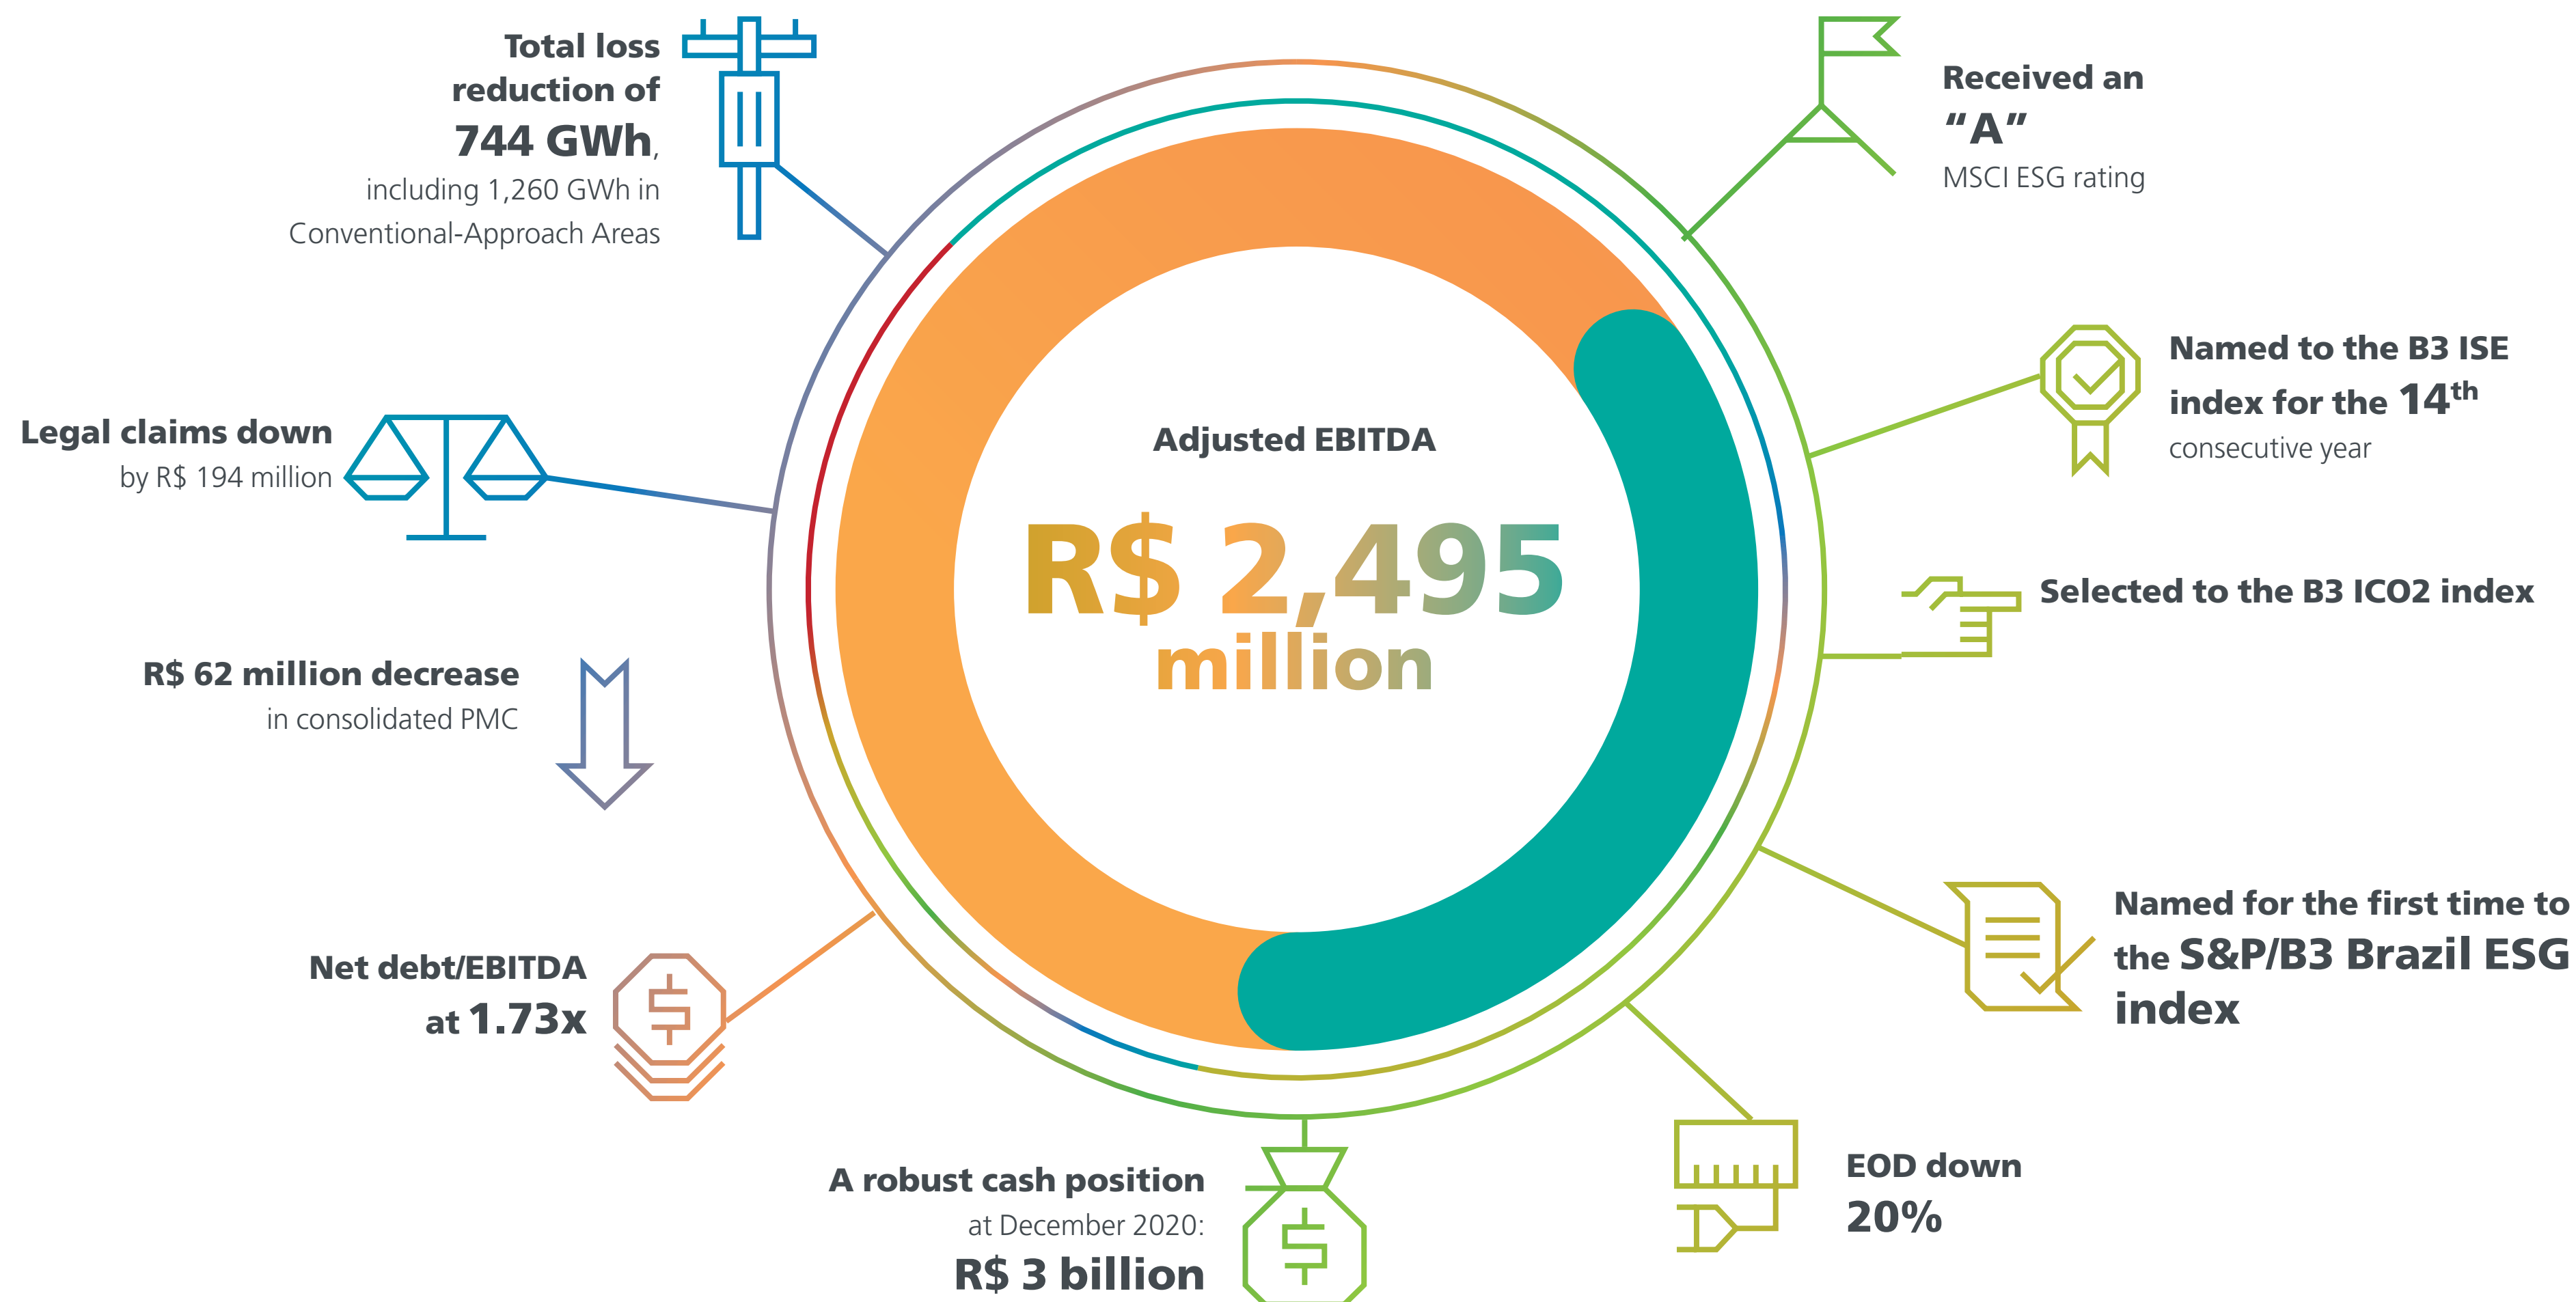 Total loss
reduction of
744 GWh,
including 1,260 GWh in
Conventional-Approach Areas
Legal claims down
by R$ 194 million
R$ 62 million decrease
in consolidated PMC
Net debt/EBITDA
at 1.73x
A robust cash position
at December 2020:
R$ 3 billion
Adjusted EBITDA
R$ 2,495
million
Received an
“A”
MSCI ESG rating
Named to the B3 ISE
index for the 14th
consecutive year
Selected to the B3 ICO2 index
Named for the first time to
the S&P/B3 Brazil ESG
index
EOD down
20%